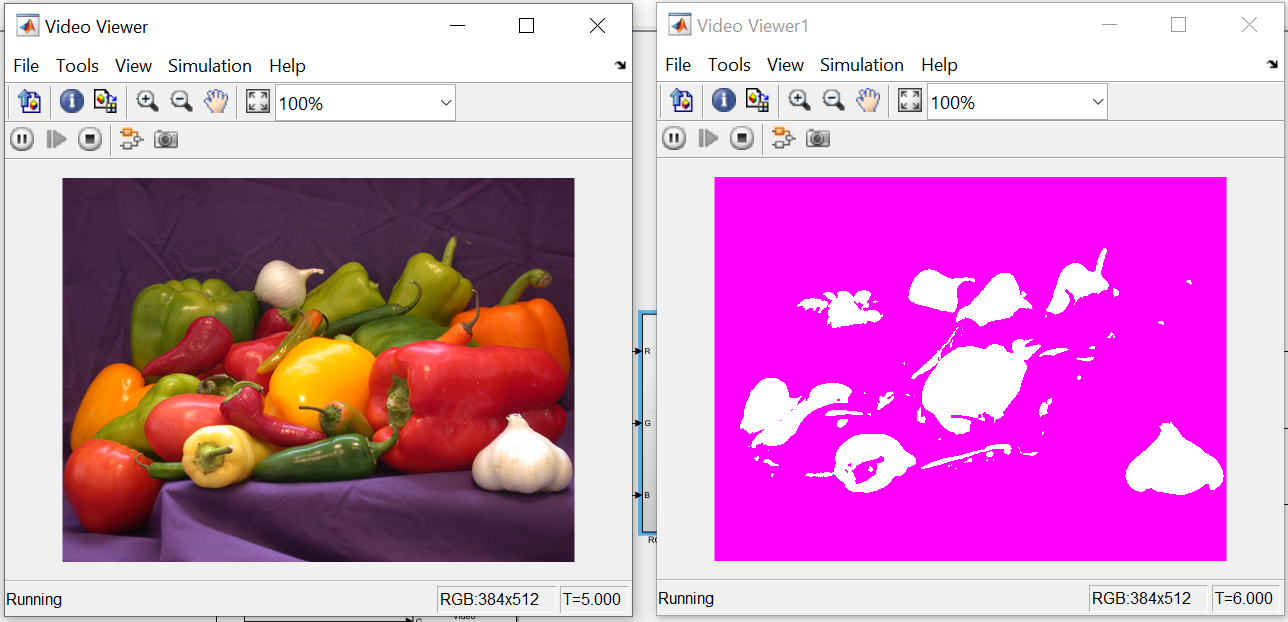 Video Viewer
File Tools View Simulation Help
100%
Running
RGB:384x512
T=5.000
Video Viewer1
File Tools View Simulation Help
100%
Running
RGB:384x512
T=6.000
R
G
B